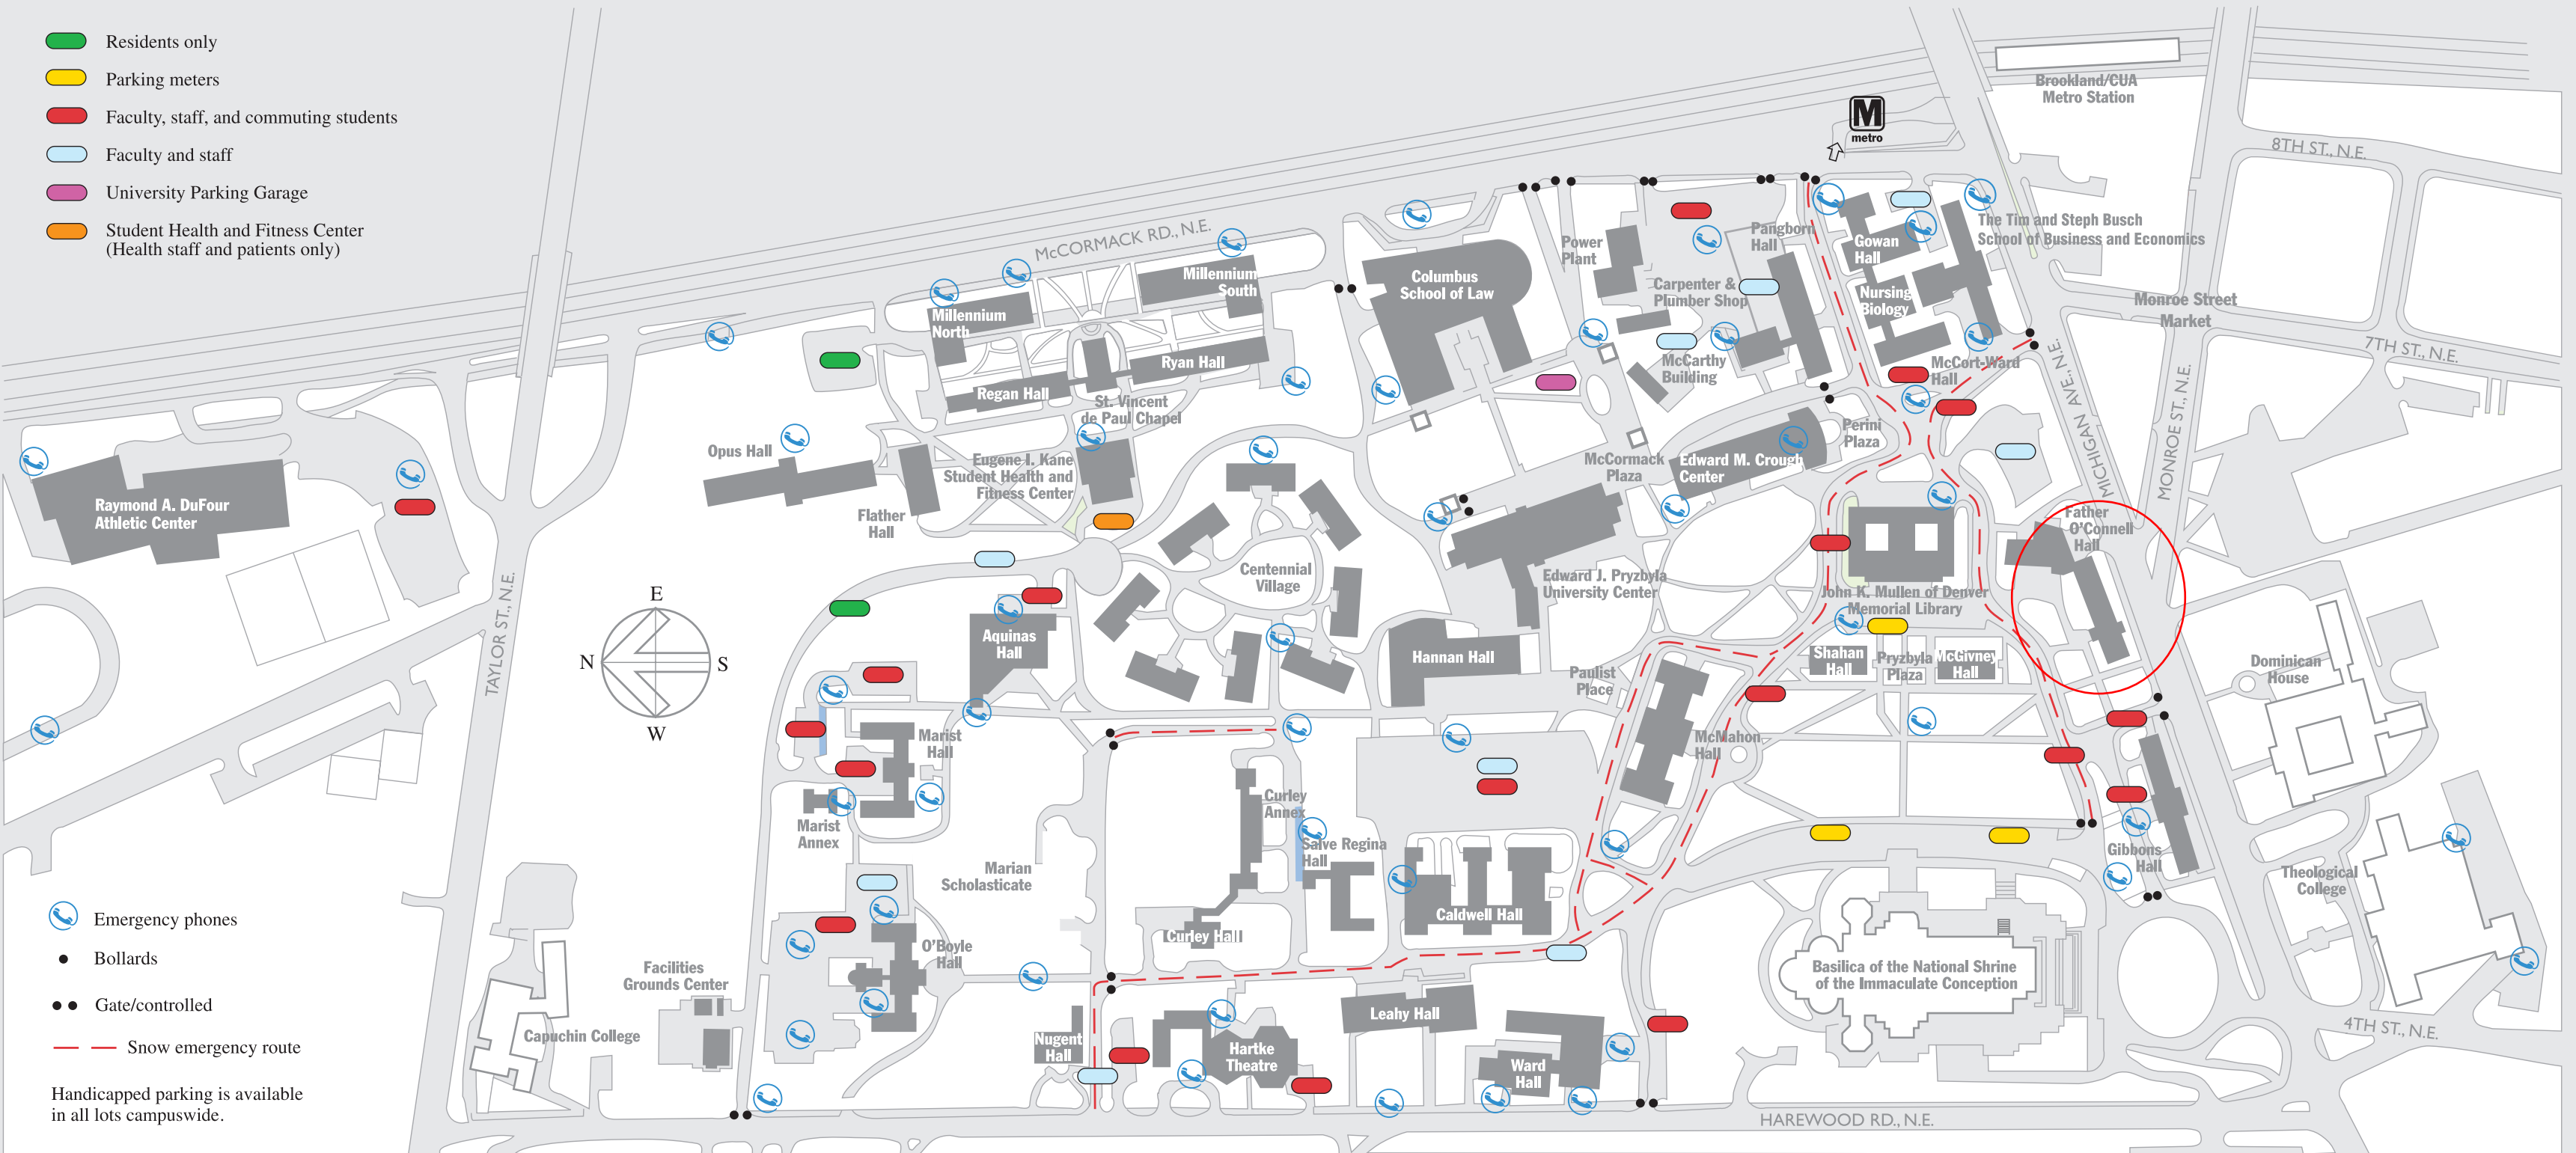 Residents only
Parking meters
Faculty, staff, and commuting students
Faculty and staff
University Parking Garage
Student Health and Fitness Center
(Health staff and patients only)
Brookland/CUA
Metro Station
M
metro
8TH ST., N.E.
McCORMACK RD., N.E.
The Tim and Steph Busch
School of Business and Economics
Gowan
Hall
Pangborn
Hall
Power
Plant
Columbus
School of Law
Millennium
South
Millennium
North
Carpenter &
Plumber Shop
Nursing
Biology
Monroe Street
Market
7TH ST., N.E.
McCort-Ward
Hall
McCarthy
Building
Ryan Hall
Regan Hall
St. Vincent
de Paul Chapel
MICHIGAN AVE., N.E.
MONROE ST., N.E.
Perini
Plaza
Opus Hall
Eugene I. Kane
Student Health and
Fitness Center
McCormack
Plaza
Edward M. Crough
Center
Raymond A. DuFour
Athletic Center
Flather
Hall
Father
O'Connell
Hall
Centennial
Village
Edward J. Pryzbyla
University Center
John K. Mullen of Denver
Memorial Library
TAYLOR ST., N.E.
E
N
S
W
Aquinas
Hall
Hannan Hall
Paulist
Place
Shahan
Hall
Pryzbyla
Plaza
McGivney
Hall
Dominican
House
Marist
Hall
McMahon
Hall
Curley
Annex
Marist
Annex
Salve Regina
Hall
Gibbons
Hall
Theological
College
Marian
Scholasticate
Caldwell Hall
Curley Hall
O'Boyle
Hall
Facilities
Grounds Center
Basilica of the National Shrine
of the Immaculate Conception
Capuchin College
Nugent
Hall
Hartke
Theatre
Leahy Hall
Ward
Hall
4TH ST., N.E.
HAREWOOD RD., N.E.
Emergency phones
Bollards
Gate/controlled
Snow emergency route
Handicapped parking is available
in all lots campuswide.